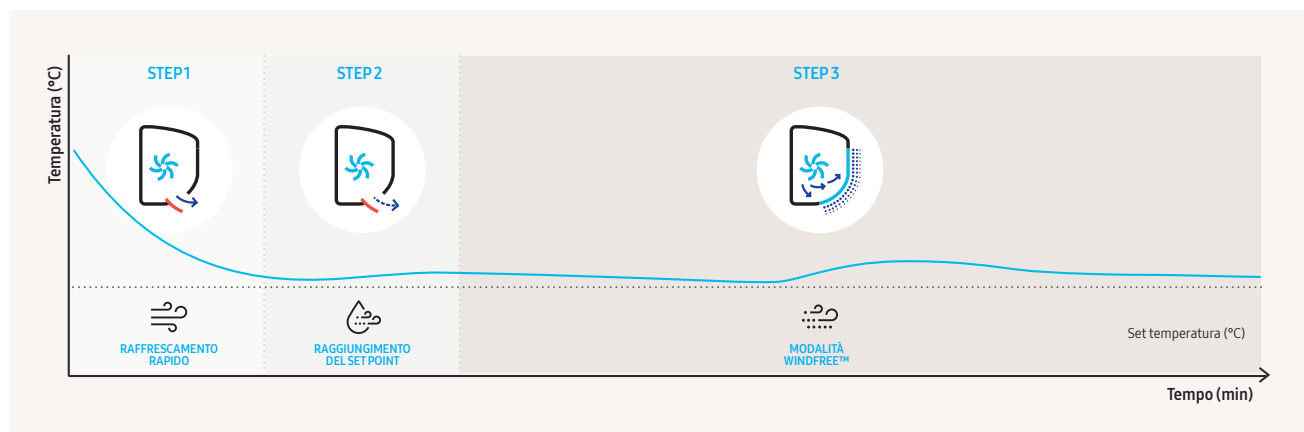 Temperatura (°C)
STEP 1
STEP 2
STEP 3
RAFFRESCAMENTO
RAPIDO
RAGGIUNGIMENTO
DEL SET POINT
MODALITÀ
WINDFREE™
Set temperatura (°C)
Tempo (min)